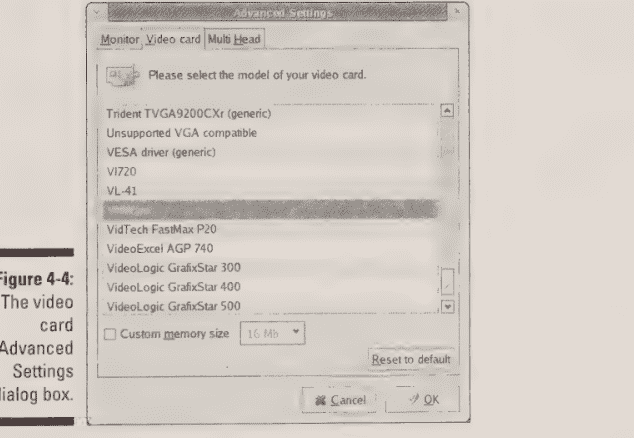 Advanced Settings
Monitor Video card Multi Head
Please select the model of your video card.
Trident TVGA9200CXr (generic)
Unsupported VGA compatible
VESA driver (generic)
VI720
VL-41
VidTech FastMax P20
VideoExcel AGP 740
VideoLogic GrafixStar 300
VideoLogic GrafixStar 400
VideoLogic GrafixStar 500
Custom memory size 16 Mb
Reset to default
Cancel OK
Figure 4-4:
The video
card
Advanced
Settings
dialog box.